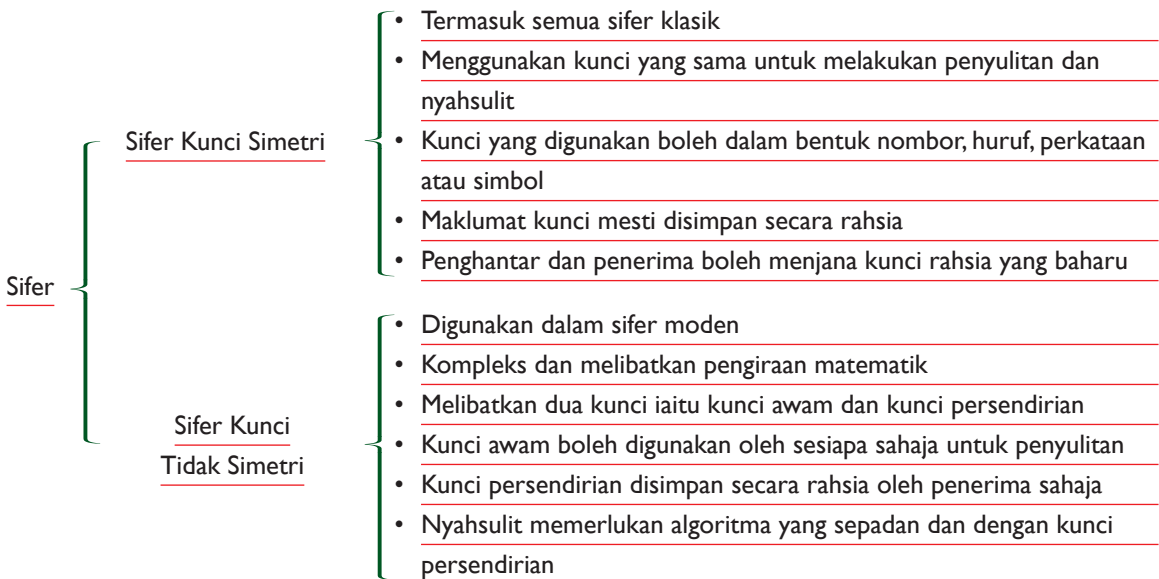 Sifer
Sifer Kunci Simetri
• Termasuk semua sifer klasik
• Menggunakan kunci yang sama untuk melakukan penyulitan dan
nyahsulit
• Kunci yang digunakan boleh dalam bentuk nombor, huruf, perkataan
atau simbol
• Maklumat kunci mesti disimpan secara rahsia
• Penghantar dan penerima boleh menjana kunci rahsia yang baharu
Sifer Kunci
Tidak Simetri
• Digunakan dalam sifer moden
• Kompleks dan melibatkan pengiraan matematik
• Melibatkan dua kunci iaitu kunci awam dan kunci persendirian
• Kunci awam boleh digunakan oleh sesiapa sahaja untuk penyulitan
• Kunci persendirian disimpan secara rahsia oleh penerima sahaja
• Nyahsulit memerlukan algoritma yang sepadan dan dengan kunci
persendirian